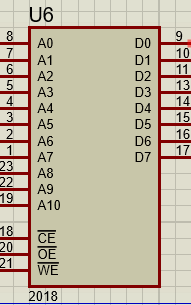 U6
8 A0 D0 9
7 A1 D1 10
6 A2 D2 11
5 A3 D3 13
4 A4 D4 14
3 A5 D5 15
2 A6 D6 16
1 A7 D7 17
23 A8
22 A9
19 A10
18 CE
20 OE
21 WE
2018